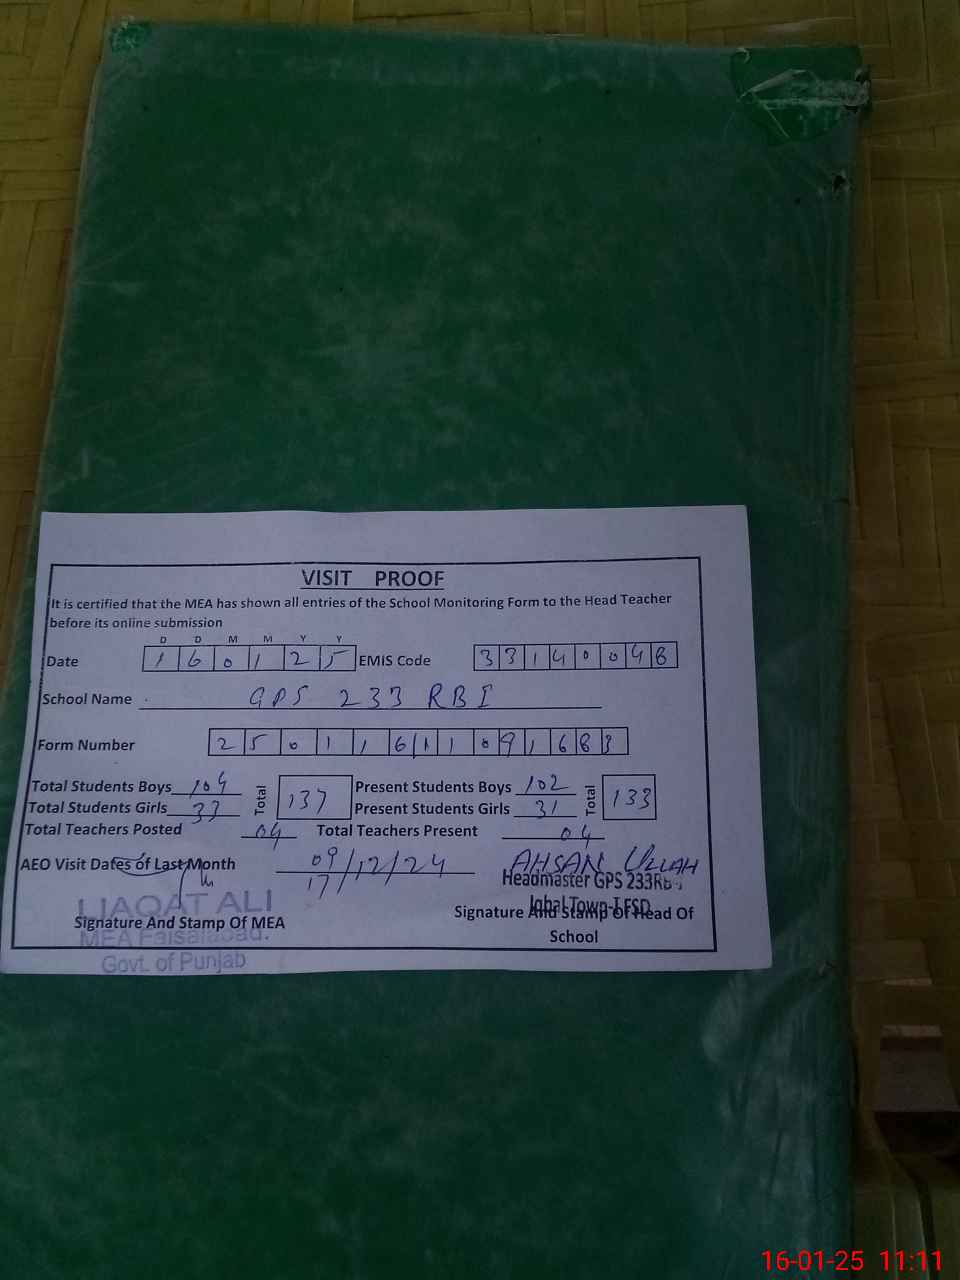 VISIT PROOF
It is certified that the MEA has shown all entries of the School Monitoring Form to the Head Teacher
before its online submission
D D M M Y Y
Date 1 6 0 1 2 5 EMIS Code 3 3 1 4 0 0 4 8
School Name GPS 233 RBI
Form Number 2 5 0 1 1 6 1 1 0 9 1 6 8 3
Total Students Boys 104 Total 137 Present Students Boys 102 Total 133
Total Students Girls 33 Present Students Girls 31
Total Teachers Posted 04 Total Teachers Present 04
AEO Visit Dates of Last Month 09/12/24 AHSAN ULLAH
17/ Headmaster GPS 233RB-I
LIAQAT ALI Iqbal Town-I FSD
Signature And Stamp Of MEA Signature And Stamp Of Head Of
MEA Faisalabad. School
Govt. of Punjab
16-01-25 11:11